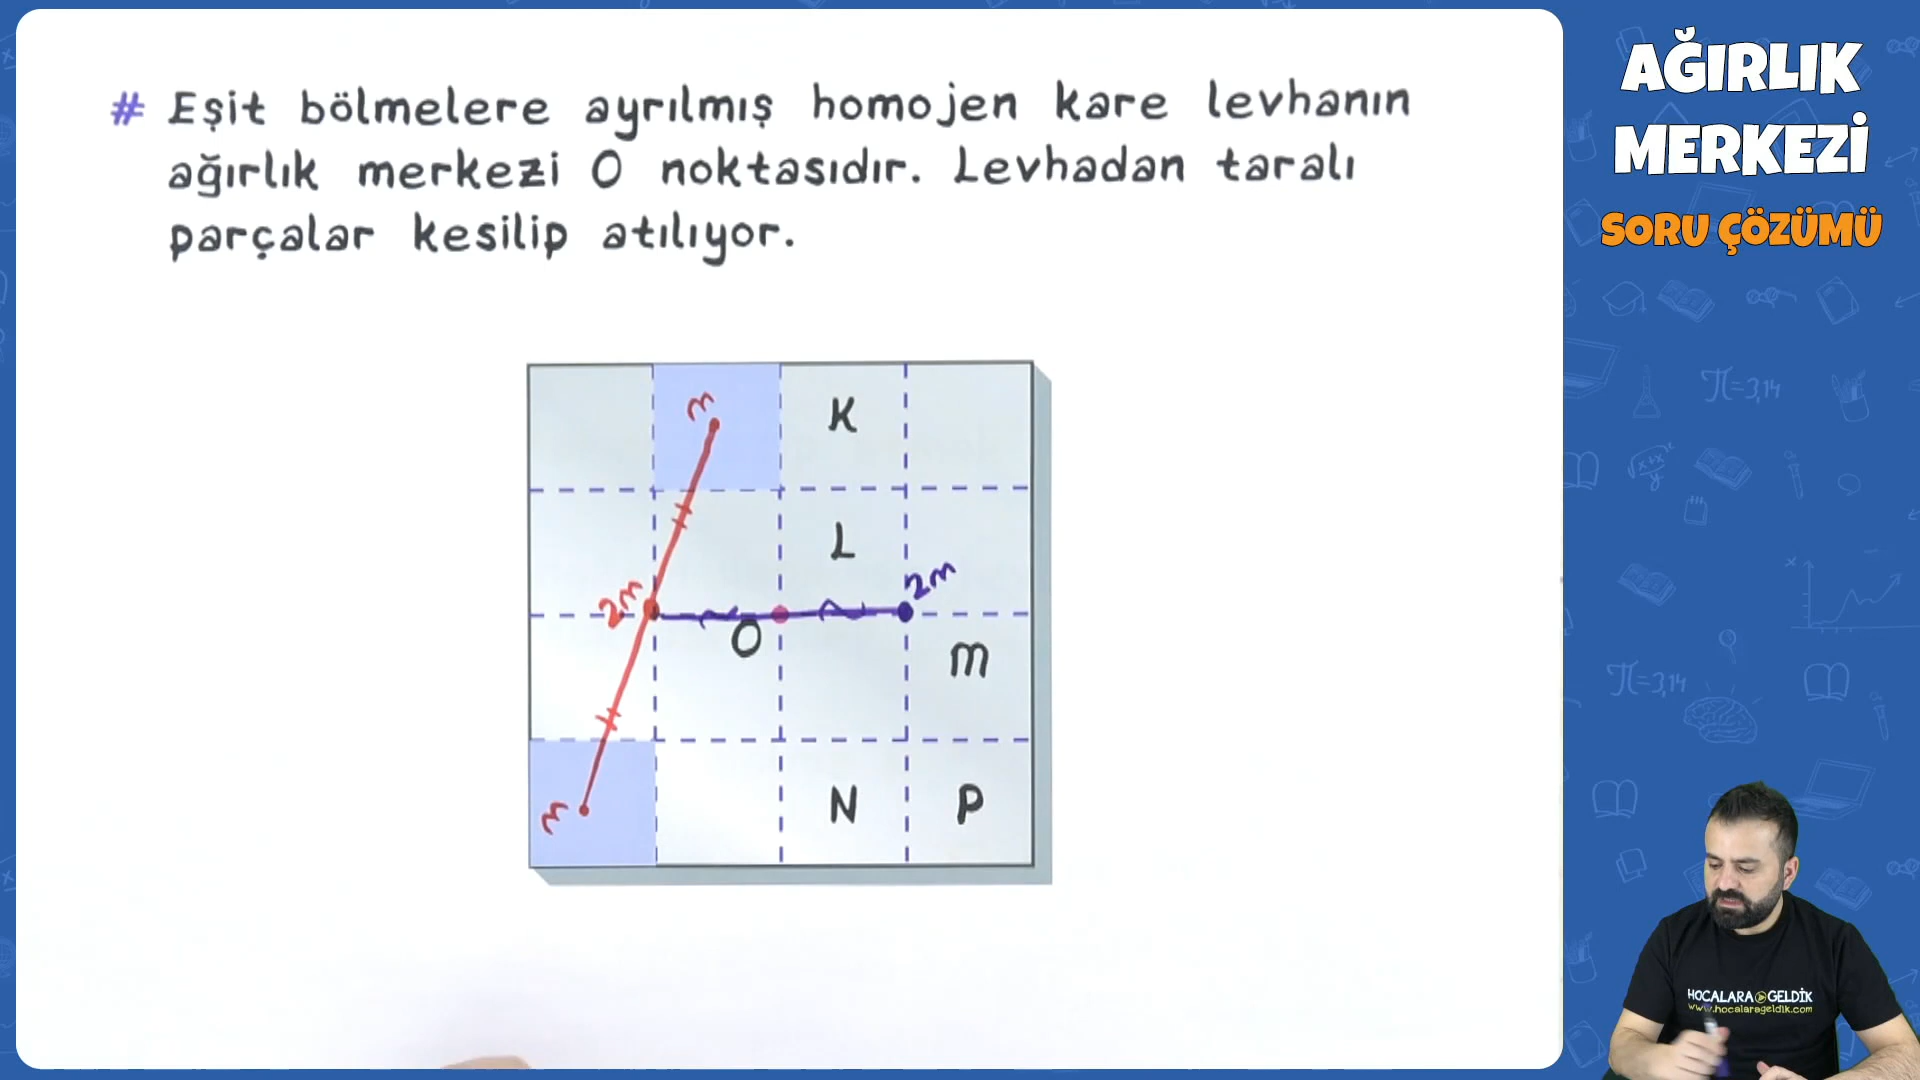 # Eşit bölmelere ayrılmış homojen kare levhanın
ağırlık merkezi O noktasıdır. Levhadan taralı
parçalar kesilip atılıyor.
m
K
L
2m
2m
O
m
m
N
P
AĞIRLIK
MERKEZİ
SORU ÇÖZÜMÜ
π=3,14
π=3,14
HOCALARA GELDİK
www.hocalarageldik.com